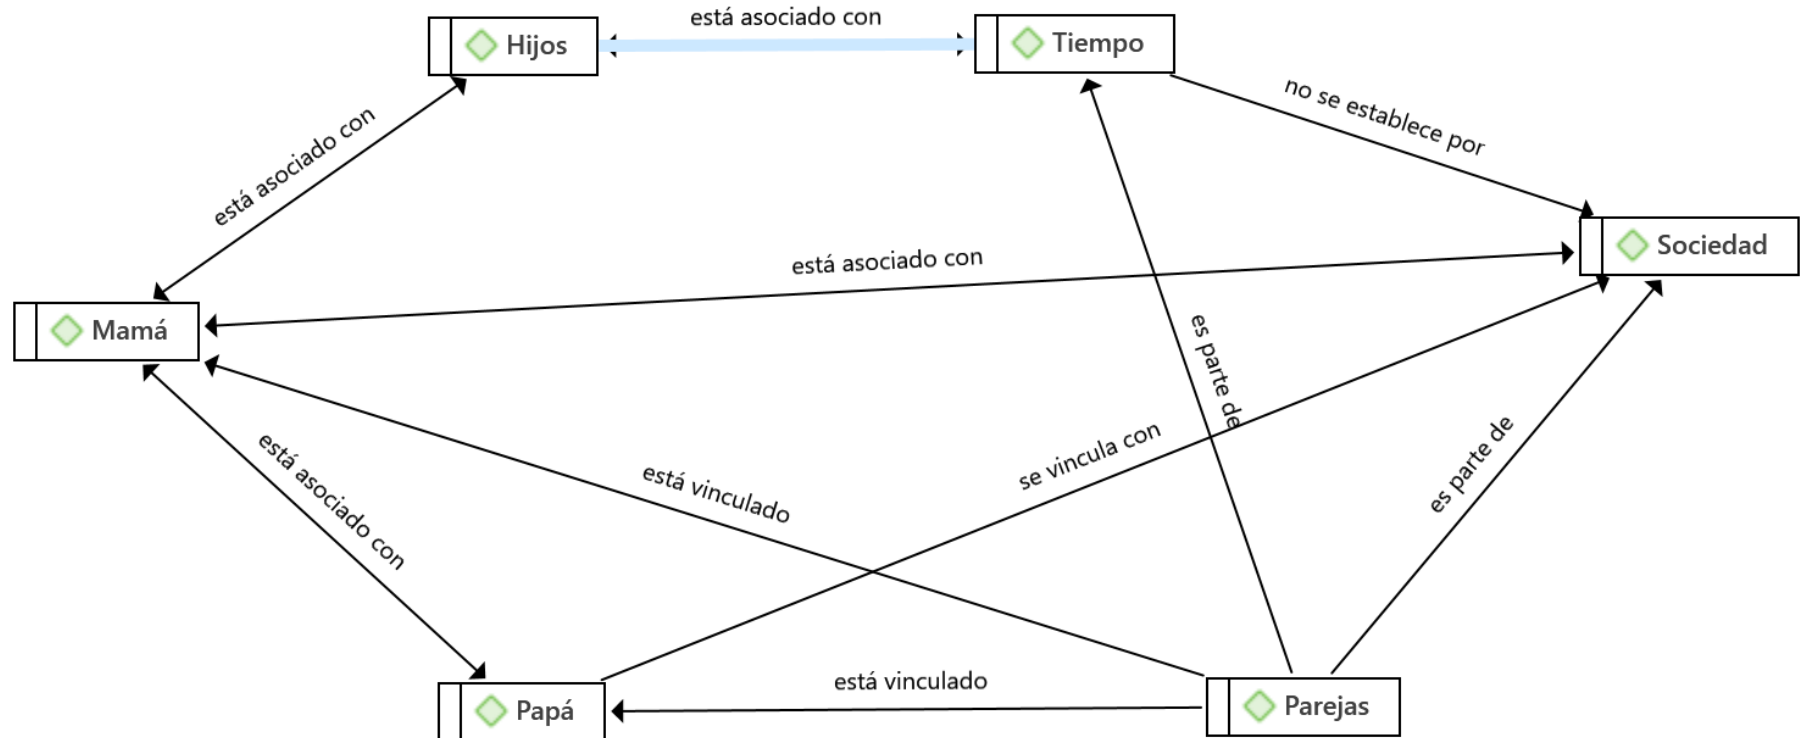 está asociado con
Hijos
Tiempo
no se establece por
está asociado con
Sociedad
está asociado con
Mamá
es parte de
está asociado con
está vinculado
se vincula con
es parte de
está vinculado
Papá
Parejas